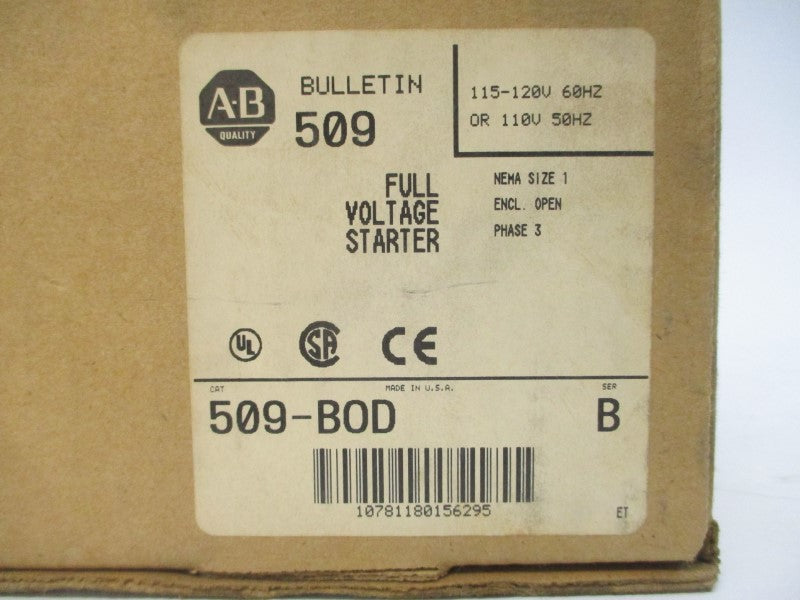 A-B
QUALITY
BULLETIN
509
115-120V 60HZ
OR 110V 50HZ
FULL
VOLTAGE
STARTER
NEMA SIZE 1
ENCL. OPEN
PHASE 3
UL
SA
CE
CAT
MADE IN U.S.A.
SER
509-BOD
B
10781180156295
ET